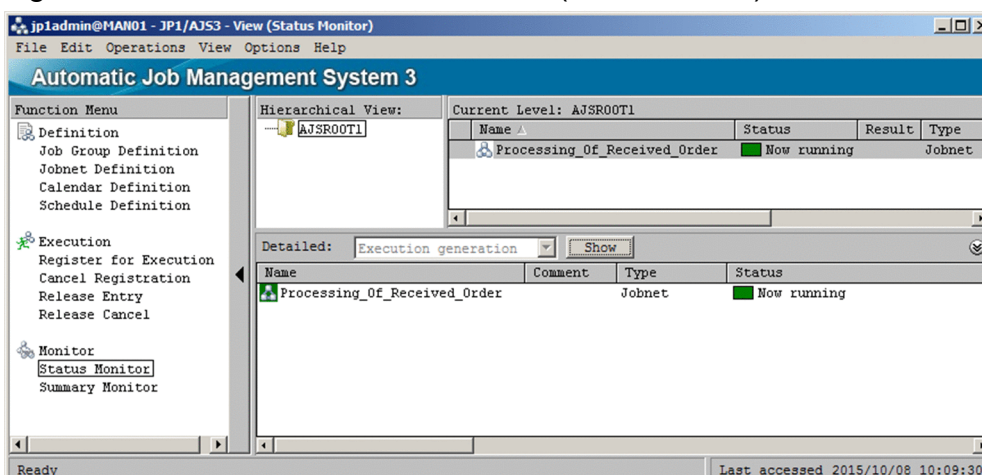 jp1admin@MAN01 - JP1/AJS3 - View (Status Monitor)
File Edit Operations View Options Help
Automatic Job Management System 3
Function Menu
Definition
Job Group Definition
Jobnet Definition
Calendar Definition
Schedule Definition
Execution
Register for Execution
Cancel Registration
Release Entry
Release Cancel
Monitor
Status Monitor
Summary Monitor
Hierarchical View:
AJSROOT1
Current Level: AJSROOT1
Name Status Result Type
Processing_Of_Received_Order Now running Jobnet
Detailed: Execution generation Show
Name Comment Type Status
Processing_Of_Received_Order Jobnet Now running
Ready Last accessed 2015/10/08 10:09:30